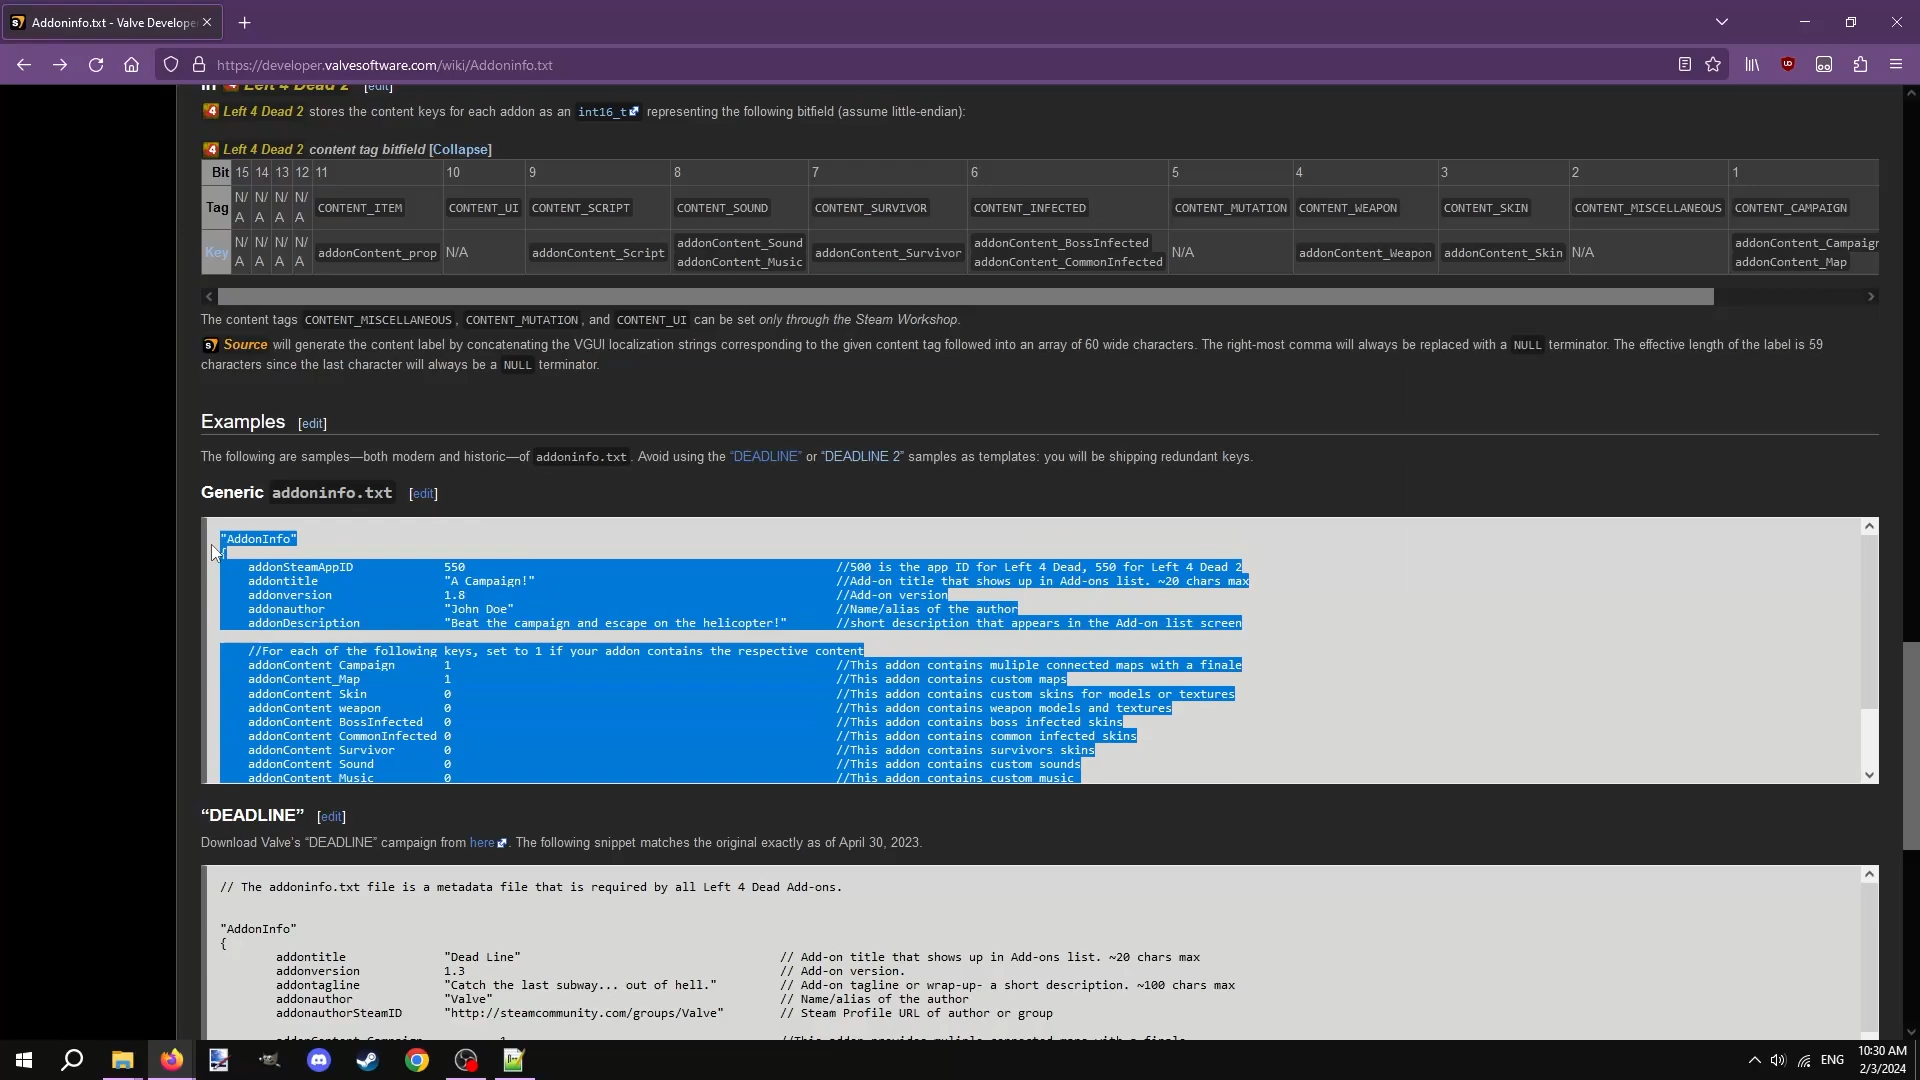 Addoninfo.txt - Valve Develope
https://developer.valvesoftware.com/wiki/Addoninfo.txt
In Left 4 Dead 2 [edit]
Left 4 Dead 2 stores the content keys for each addon as an int16_t representing the following bitfield (assume little-endian):
Left 4 Dead 2 content tag bitfield [Collapse]
Bit 15 14 13 12 11 10 9 8 7 6 5 4 3 2 1
Tag N/A N/A N/A N/A CONTENT_ITEM CONTENT_UI CONTENT_SCRIPT CONTENT_SOUND CONTENT_SURVIVOR CONTENT_INFECTED CONTENT_MUTATION CONTENT_WEAPON CONTENT_SKIN CONTENT_MISCELLANEOUS CONTENT_CAMPAIGN
Key N/A N/A N/A N/A addonContent_prop N/A addonContent_Script addonContent_Sound addonContent_Music addonContent_Survivor addonContent_BossInfected addonContent_CommonInfected N/A addonContent_Weapon addonContent_Skin N/A addonContent_Campaign addonContent_Map
The content tags CONTENT_MISCELLANEOUS, CONTENT_MUTATION, and CONTENT_UI can be set only through the Steam Workshop.
Source will generate the content label by concatenating the VGUI localization strings corresponding to the given content tag followed into an array of 60 wide characters. The right-most comma will always be replaced with a NULL terminator. The effective length of the label is 59
characters since the last character will always be a NULL terminator.
Examples [edit]
The following are samples—both modern and historic—of addoninfo.txt. Avoid using the “DEADLINE” or “DEADLINE 2” samples as templates: you will be shipping redundant keys.
Generic addoninfo.txt [edit]
"AddonInfo"
{
addonSteamAppID 550 //500 is the app ID for Left 4 Dead, 550 for Left 4 Dead 2
addontitle "A Campaign!" //Add-on title that shows up in Add-ons list. ~20 chars max
addonversion 1.8 //Add-on version
addonauthor "John Doe" //Name/alias of the author
addonDescription "Beat the campaign and escape on the helicopter!" //short description that appears in the Add-on list screen
//For each of the following keys, set to 1 if your addon contains the respective content
addonContent_Campaign 1 //This addon contains muliple connected maps with a finale
addonContent_Map 1 //This addon contains custom maps
addonContent_Skin 0 //This addon contains custom skins for models or textures
addonContent_weapon 0 //This addon contains weapon models and textures
addonContent_BossInfected 0 //This addon contains boss infected skins
addonContent_CommonInfected 0 //This addon contains common infected skins
addonContent_Survivor 0 //This addon contains survivors skins
addonContent_Sound 0 //This addon contains custom sounds
addonContent_Music 0 //This addon contains custom music
“DEADLINE” [edit]
Download Valve’s “DEADLINE” campaign from here. The following snippet matches the original exactly as of April 30, 2023.
// The addoninfo.txt file is a metadata file that is required by all Left 4 Dead Add-ons.
"AddonInfo"
{
addontitle "Dead Line" // Add-on title that shows up in Add-ons list. ~20 chars max
addonversion 1.3 // Add-on version.
addontagline "Catch the last subway... out of hell." // Add-on tagline or wrap-up- a short description. ~100 chars max
addonauthor "Valve" // Name/alias of the author
addonauthorSteamID "http://steamcommunity.com/groups/Valve" // Steam Profile URL of author or group
addonContent_Campaign 1 //This addon provides muliple connected maps with a finale
ENG
10:30 AM
2/3/2024